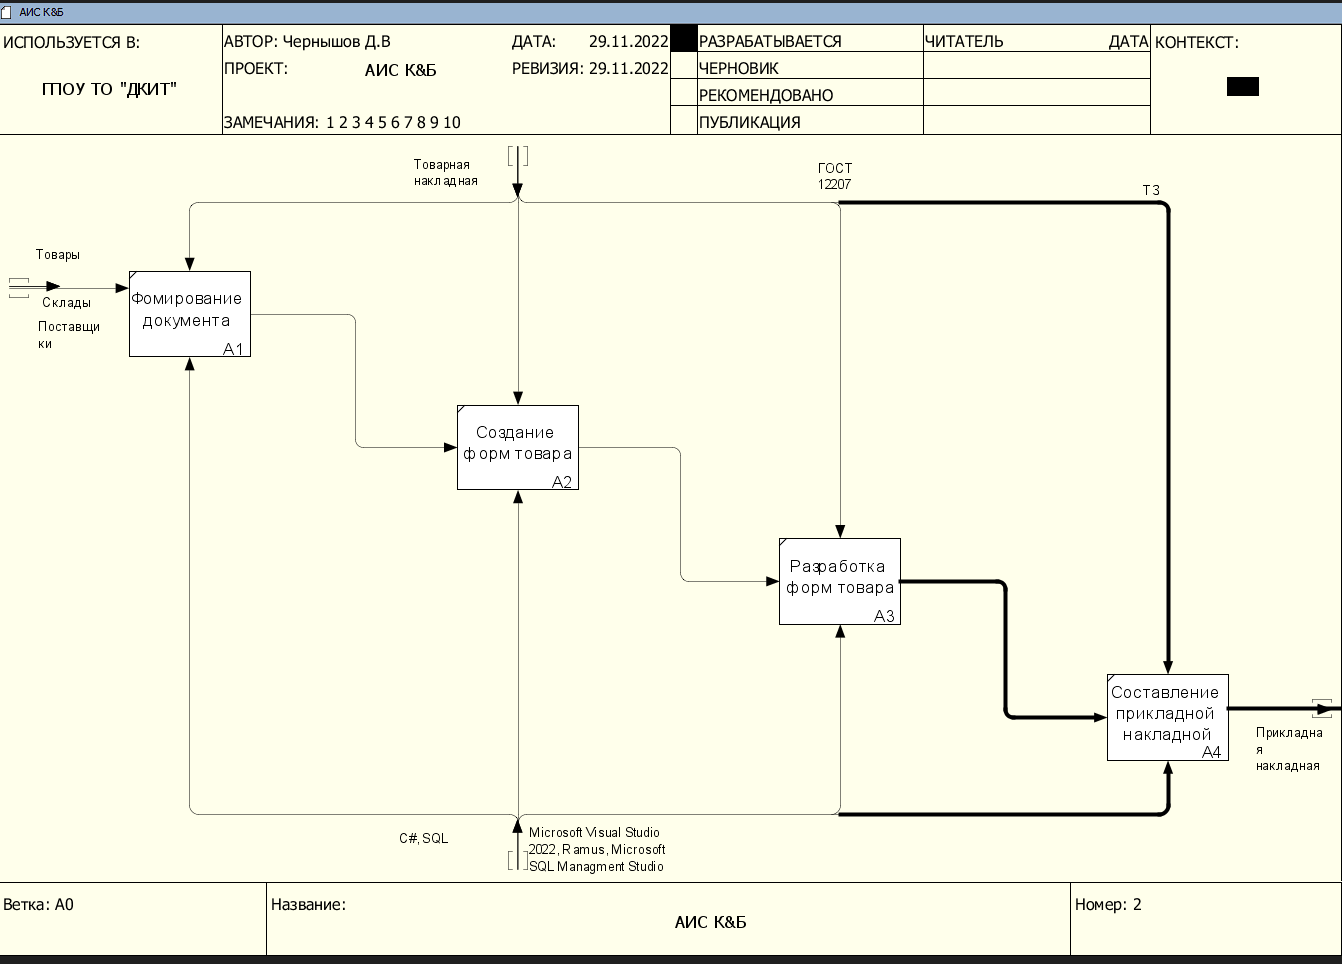 АИС К&Б
ИСПОЛЬЗУЕТСЯ В:
ГПОУ ТО "ДКИТ"
АВТОР: Чернышов Д.В
ДАТА: 29.11.2022
ПРОЕКТ: АИС К&Б
РЕВИЗИЯ: 29.11.2022
ЗАМЕЧАНИЯ: 1 2 3 4 5 6 7 8 9 10
РАЗРАБАТЫВАЕТСЯ
ЧЕРНОВИК
РЕКОМЕНДОВАНО
ПУБЛИКАЦИЯ
ЧИТАТЕЛЬ
ДАТА
КОНТЕКСТ:
Товарная
накладная
ГОСТ
12207
ТЗ
Товары
Склады
Поставщи
ки
Фомирование
документа
A1
Создание
форм товара
A2
Разработка
форм товара
A3
Составление
прикладной
накладной
A4
Прикладна
я
накладная
C#, SQL
Microsoft Visual Studio
2022, Ramus, Microsoft
SQL Managment Studio
Ветка: A0
Название:
АИС К&Б
Номер: 2